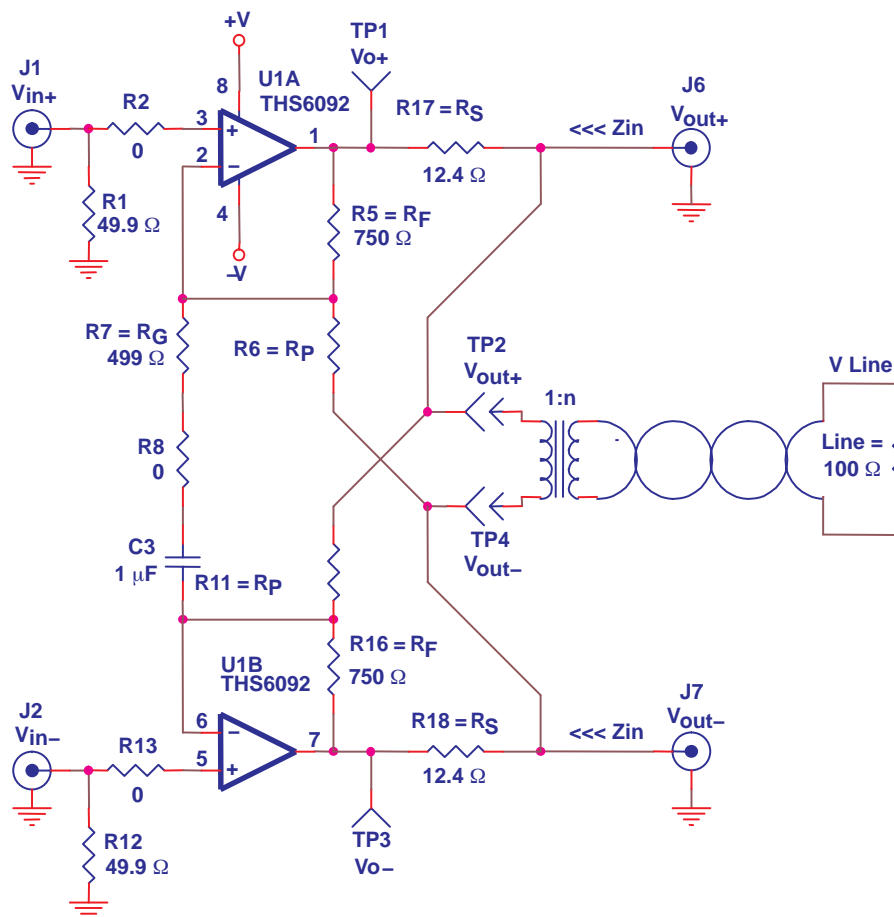 +V
TP1
Vo+
J1
Vin+
U1A
THS6092
J6
Vout+
R2
8
R17 = RS
<<< Zin
3
+
1
0
2
−
12.4 Ω
R1
49.9 Ω
4
R5 = RF
750 Ω
−V
R7 = RG
499 Ω
R6 = RP
TP2
Vout+
V Line
1:n
R8
0
Line =
100 Ω
TP4
Vout−
C3
1 µF
R11 = RP
R16 = RF
750 Ω
U1B
THS6092
J2
Vin−
R13
6
−
7
R18 = RS
<<< Zin
J7
Vout−
5
+
0
12.4 Ω
R12
49.9 Ω
TP3
Vo−